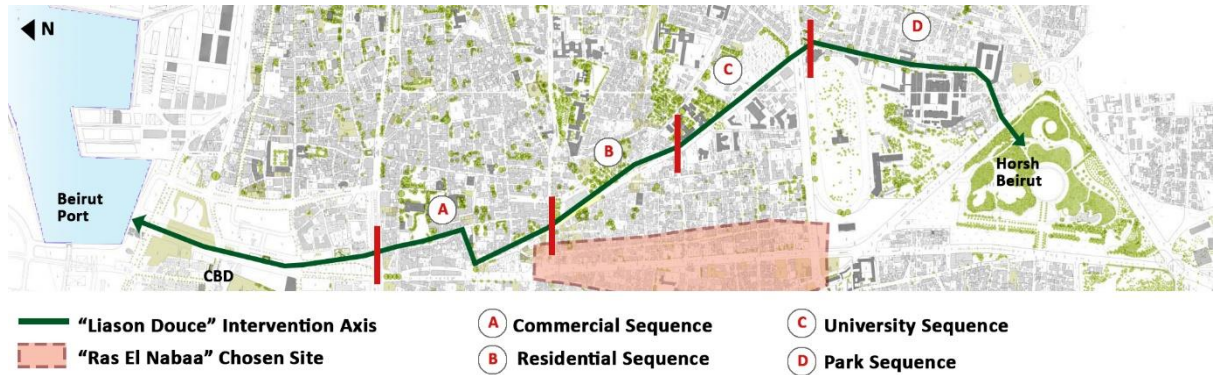 N
D
C
B
A
Beirut
Port
CBD
Horsh
Beirut
“Liason Douce” Intervention Axis
“Ras El Nabaa” Chosen Site
A Commercial Sequence
B Residential Sequence
C University Sequence
D Park Sequence